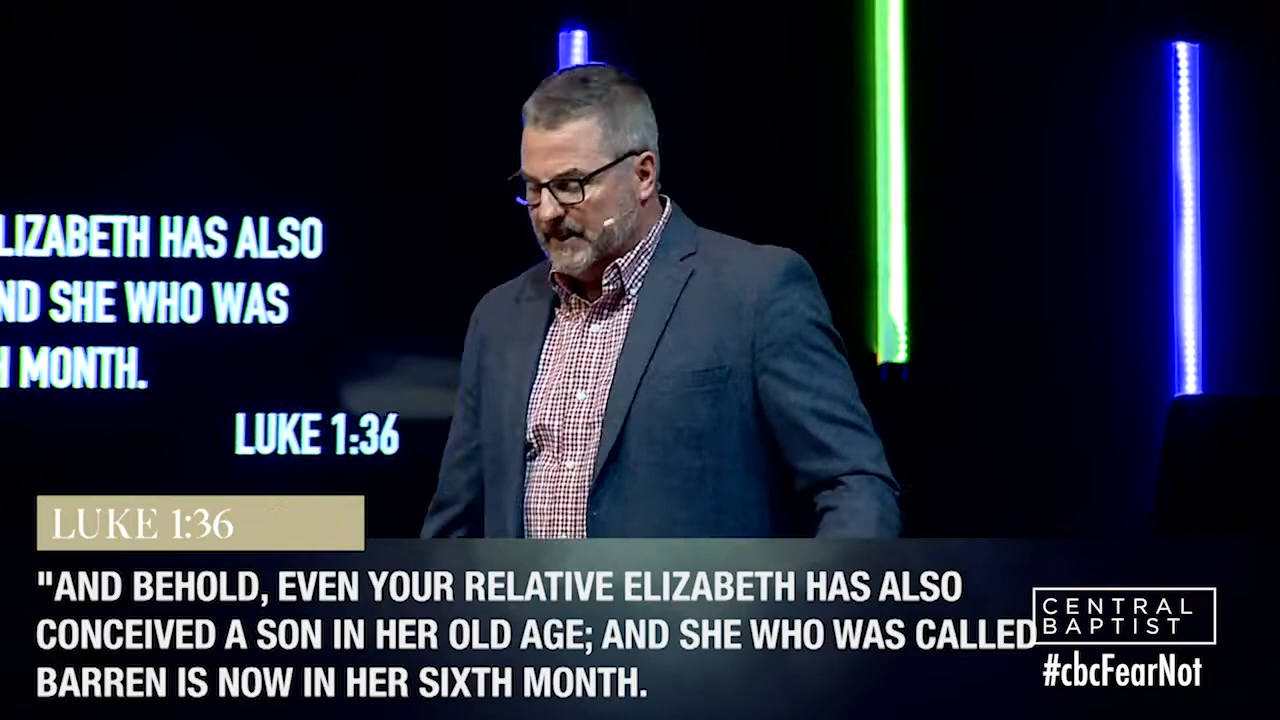 LIZABETH HAS ALSO
ND SHE WHO WAS
H MONTH.
LUKE 1:36
LUKE 1:36
"AND BEHOLD, EVEN YOUR RELATIVE ELIZABETH HAS ALSO
CONCEIVED A SON IN HER OLD AGE; AND SHE WHO WAS CALLED
BARREN IS NOW IN HER SIXTH MONTH.
CENTRAL
BAPTIST
#cbcFearNot